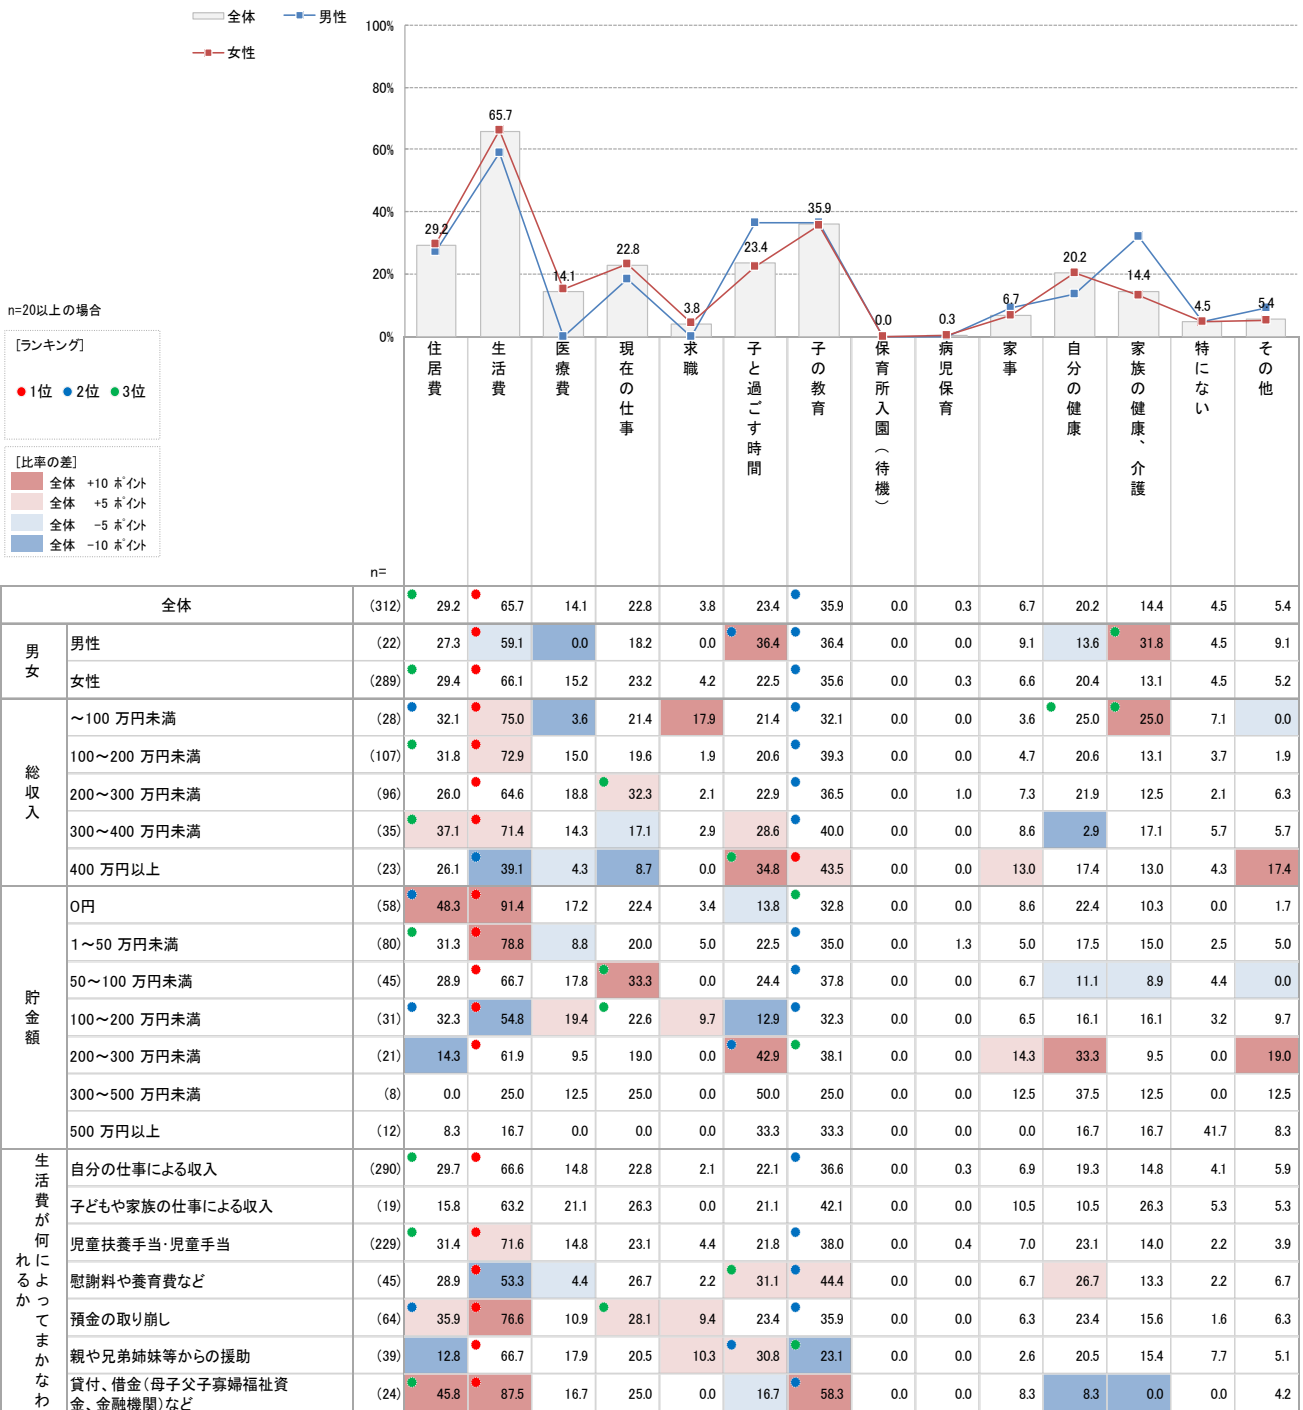 全体 男性
女性
100%
80%
60%
40%
20%
0%
29.2 65.7 14.1 22.8 3.8 23.4 35.9 0.0 0.3 6.7 20.2 14.4 4.5 5.4
n=20以上の場合
[ランキング]
1位 2位 3位
[比率の差]
全体 +10 ポイント
全体 +5 ポイント
全体 -5 ポイント
全体 -10 ポイント
住居費
生活費
医療費
現在の仕事
求職
子と過ごす時間
子の教育
保育所入園(待機)
病児保育
家事
自分の健康
家族の健康、介護
特にない
その他
n=
全体 (312) 29.2 65.7 14.1 22.8 3.8 23.4 35.9 0.0 0.3 6.7 20.2 14.4 4.5 5.4
男女
男性 (22) 27.3 59.1 0.0 18.2 0.0 36.4 36.4 0.0 0.0 9.1 13.6 31.8 4.5 9.1
女性 (289) 29.4 66.1 15.2 23.2 4.2 22.5 35.6 0.0 0.3 6.6 20.4 13.1 4.5 5.2
総収入
～100 万円未満 (28) 32.1 75.0 3.6 21.4 17.9 21.4 32.1 0.0 0.0 3.6 25.0 25.0 7.1 0.0
100～200 万円未満 (107) 31.8 72.9 15.0 19.6 1.9 20.6 39.3 0.0 0.0 4.7 20.6 13.1 3.7 1.9
200～300 万円未満 (96) 26.0 64.6 18.8 32.3 2.1 22.9 36.5 0.0 1.0 7.3 21.9 12.5 2.1 6.3
300～400 万円未満 (35) 37.1 71.4 14.3 17.1 2.9 28.6 40.0 0.0 0.0 8.6 2.9 17.1 5.7 5.7
400 万円以上 (23) 26.1 39.1 4.3 8.7 0.0 34.8 43.5 0.0 0.0 13.0 17.4 13.0 4.3 17.4
貯金額
0円 (58) 48.3 91.4 17.2 22.4 3.4 13.8 32.8 0.0 0.0 8.6 22.4 10.3 0.0 1.7
1～50 万円未満 (80) 31.3 78.8 8.8 20.0 5.0 22.5 35.0 0.0 1.3 5.0 17.5 15.0 2.5 5.0
50～100 万円未満 (45) 28.9 66.7 17.8 33.3 0.0 24.4 37.8 0.0 0.0 6.7 11.1 8.9 4.4 0.0
100～200 万円未満 (31) 32.3 54.8 19.4 22.6 9.7 12.9 32.3 0.0 0.0 6.5 16.1 16.1 3.2 9.7
200～300 万円未満 (21) 14.3 61.9 9.5 19.0 0.0 42.9 38.1 0.0 0.0 14.3 33.3 9.5 0.0 19.0
300～500 万円未満 (8) 0.0 25.0 12.5 25.0 0.0 50.0 25.0 0.0 0.0 12.5 37.5 12.5 0.0 12.5
500 万円以上 (12) 8.3 16.7 0.0 0.0 0.0 33.3 33.3 0.0 0.0 0.0 16.7 16.7 41.7 8.3
生活費が何によってまかなわ
れるか
自分の仕事による収入 (290) 29.7 66.6 14.8 22.8 2.1 22.1 36.6 0.0 0.3 6.9 19.3 14.8 4.1 5.9
子どもや家族の仕事による収入 (19) 15.8 63.2 21.1 26.3 0.0 21.1 42.1 0.0 0.0 10.5 10.5 26.3 5.3 5.3
児童扶養手当・児童手当 (229) 31.4 71.6 14.8 23.1 4.4 21.8 38.0 0.0 0.4 7.0 23.1 14.0 2.2 3.9
慰謝料や養育費など (45) 28.9 53.3 4.4 26.7 2.2 31.1 44.4 0.0 0.0 6.7 26.7 13.3 2.2 6.7
預金の取り崩し (64) 35.9 76.6 10.9 28.1 9.4 23.4 35.9 0.0 0.0 6.3 23.4 15.6 1.6 6.3
親や兄弟姉妹等からの援助 (39) 12.8 66.7 17.9 20.5 10.3 30.8 23.1 0.0 0.0 2.6 20.5 15.4 7.7 5.1
貸付、借金(母子父子寡婦福祉資
金、金融機関)など (24) 45.8 87.5 16.7 25.0 0.0 16.7 58.3 0.0 0.0 8.3 8.3 0.0 0.0 4.2